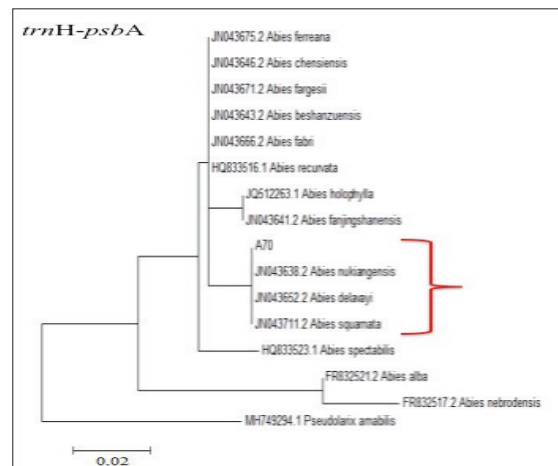 trnH-psbA
JN043675.2 Abies ferreana
JN043646.2 Abies chensiensis
JN043671.2 Abies fargesii
JN043643.2 Abies beshanzuensis
JN043666.2 Abies fabri
HQ833516.1 Abies recurvata
JQ512263.1 Abies holophylla
JN043641.2 Abies fanjingshanensis
A70
JN043638.2 Abies nukiangensis
JN043652.2 Abies delavayi
JN043711.2 Abies squamata
HQ833523.1 Abies spectabilis
FR832521.2 Abies alba
FR832517.2 Abies nebrodensis
MH749294.1 Pseudolarix amabilis
0.02